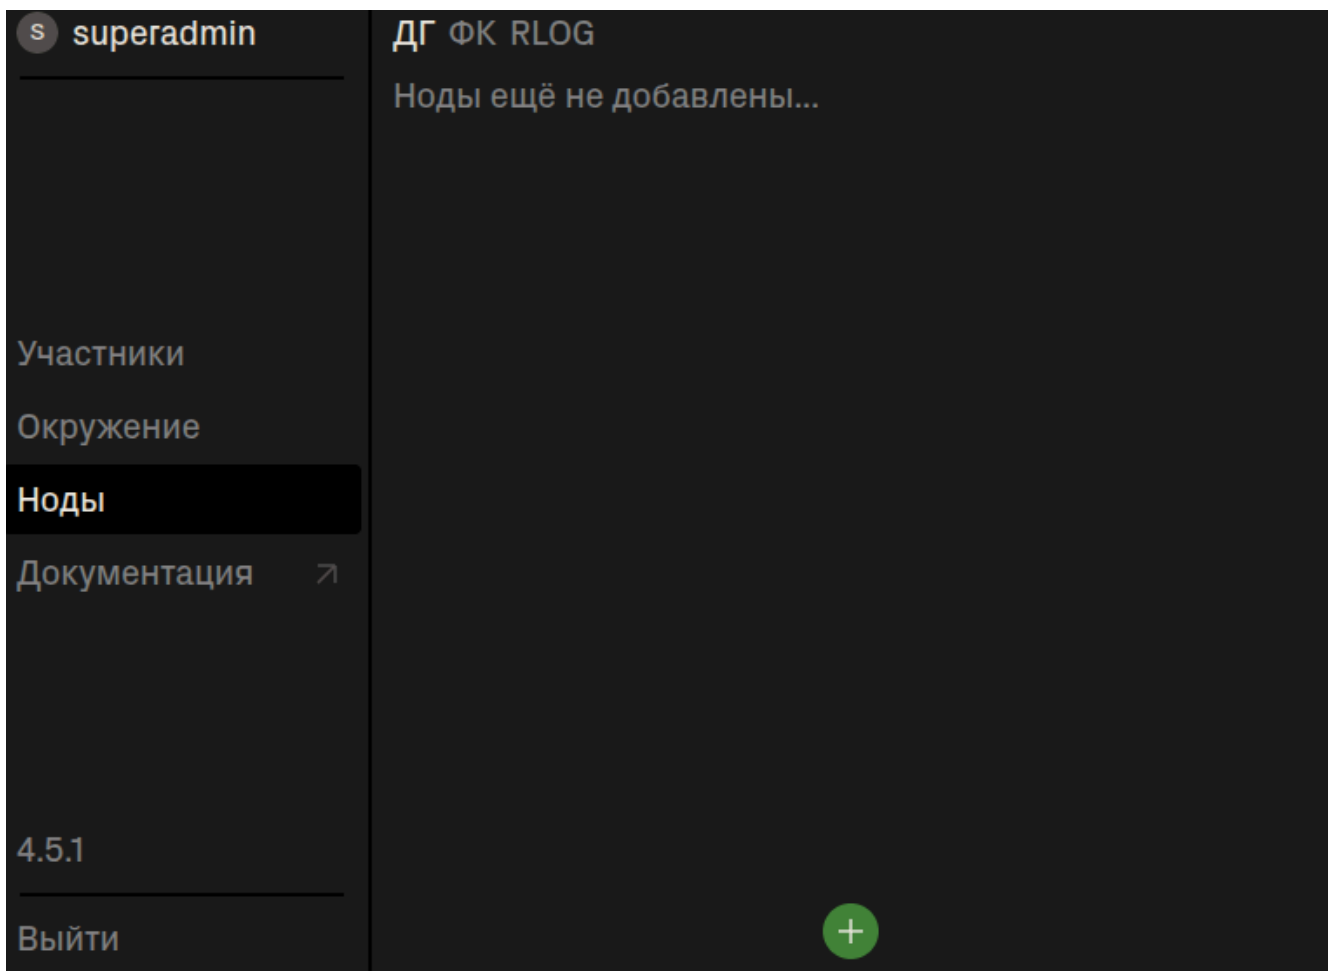 S superadmin
ДГ ФК RLOG
Ноды ещё не добавлены...
Участники
Окружение
Ноды
Документация
4.5.1
Выйти